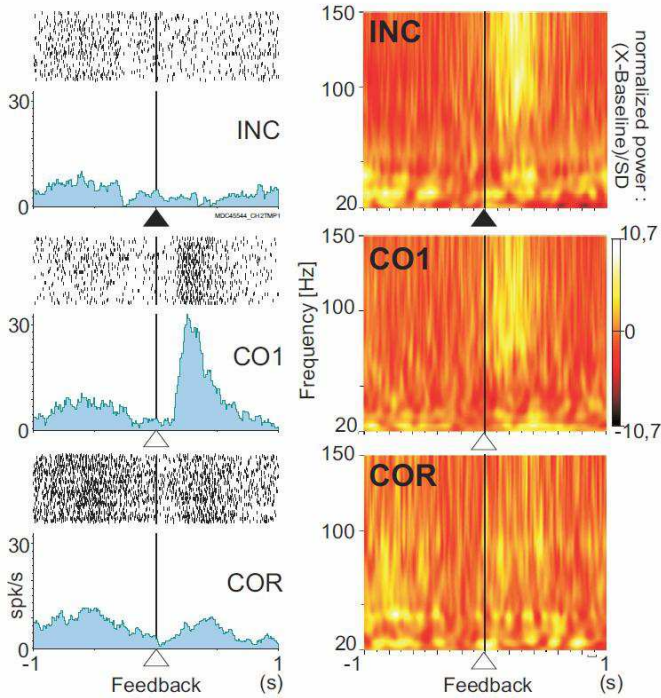 30
INC
0
MDC45544_CH2TMP1
30
CO1
0
30
COR
spk/s
0
-1
1
Feedback
(s)
150
INC
100
20
150
CO1
100
Frequency [Hz]
20
150
COR
100
20
-1
1
Feedback
(s)
normalized power :
(X-Baseline)/SD
10,7
0
-10,7